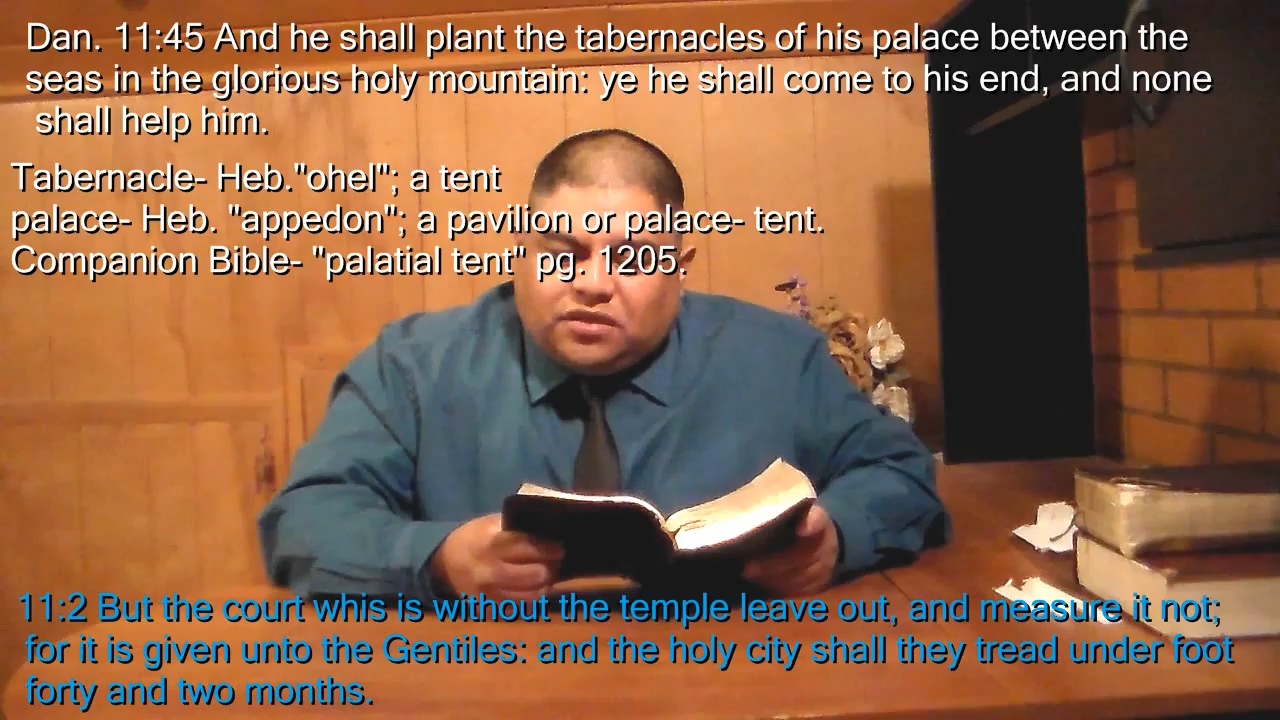 Dan. 11:45 And he shall plant the tabernacles of his palace between the
seas in the glorious holy mountain: ye he shall come to his end, and none
shall help him.
Tabernacle- Heb."ohel"; a tent
palace- Heb. "appedon"; a pavilion or palace- tent.
Companion Bible- "palatial tent" pg. 1205.
11:2 But the court whis is without the temple leave out, and measure it not;
for it is given unto the Gentiles: and the holy city shall they tread under foot
forty and two months.